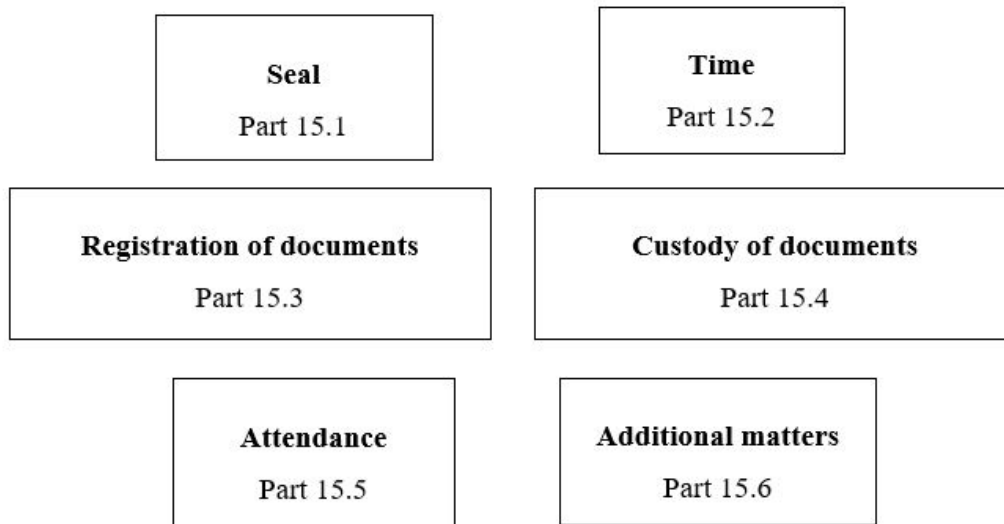 Seal
Part 15.1
Time
Part 15.2
Registration of documents
Part 15.3
Custody of documents
Part 15.4
Attendance
Part 15.5
Additional matters
Part 15.6